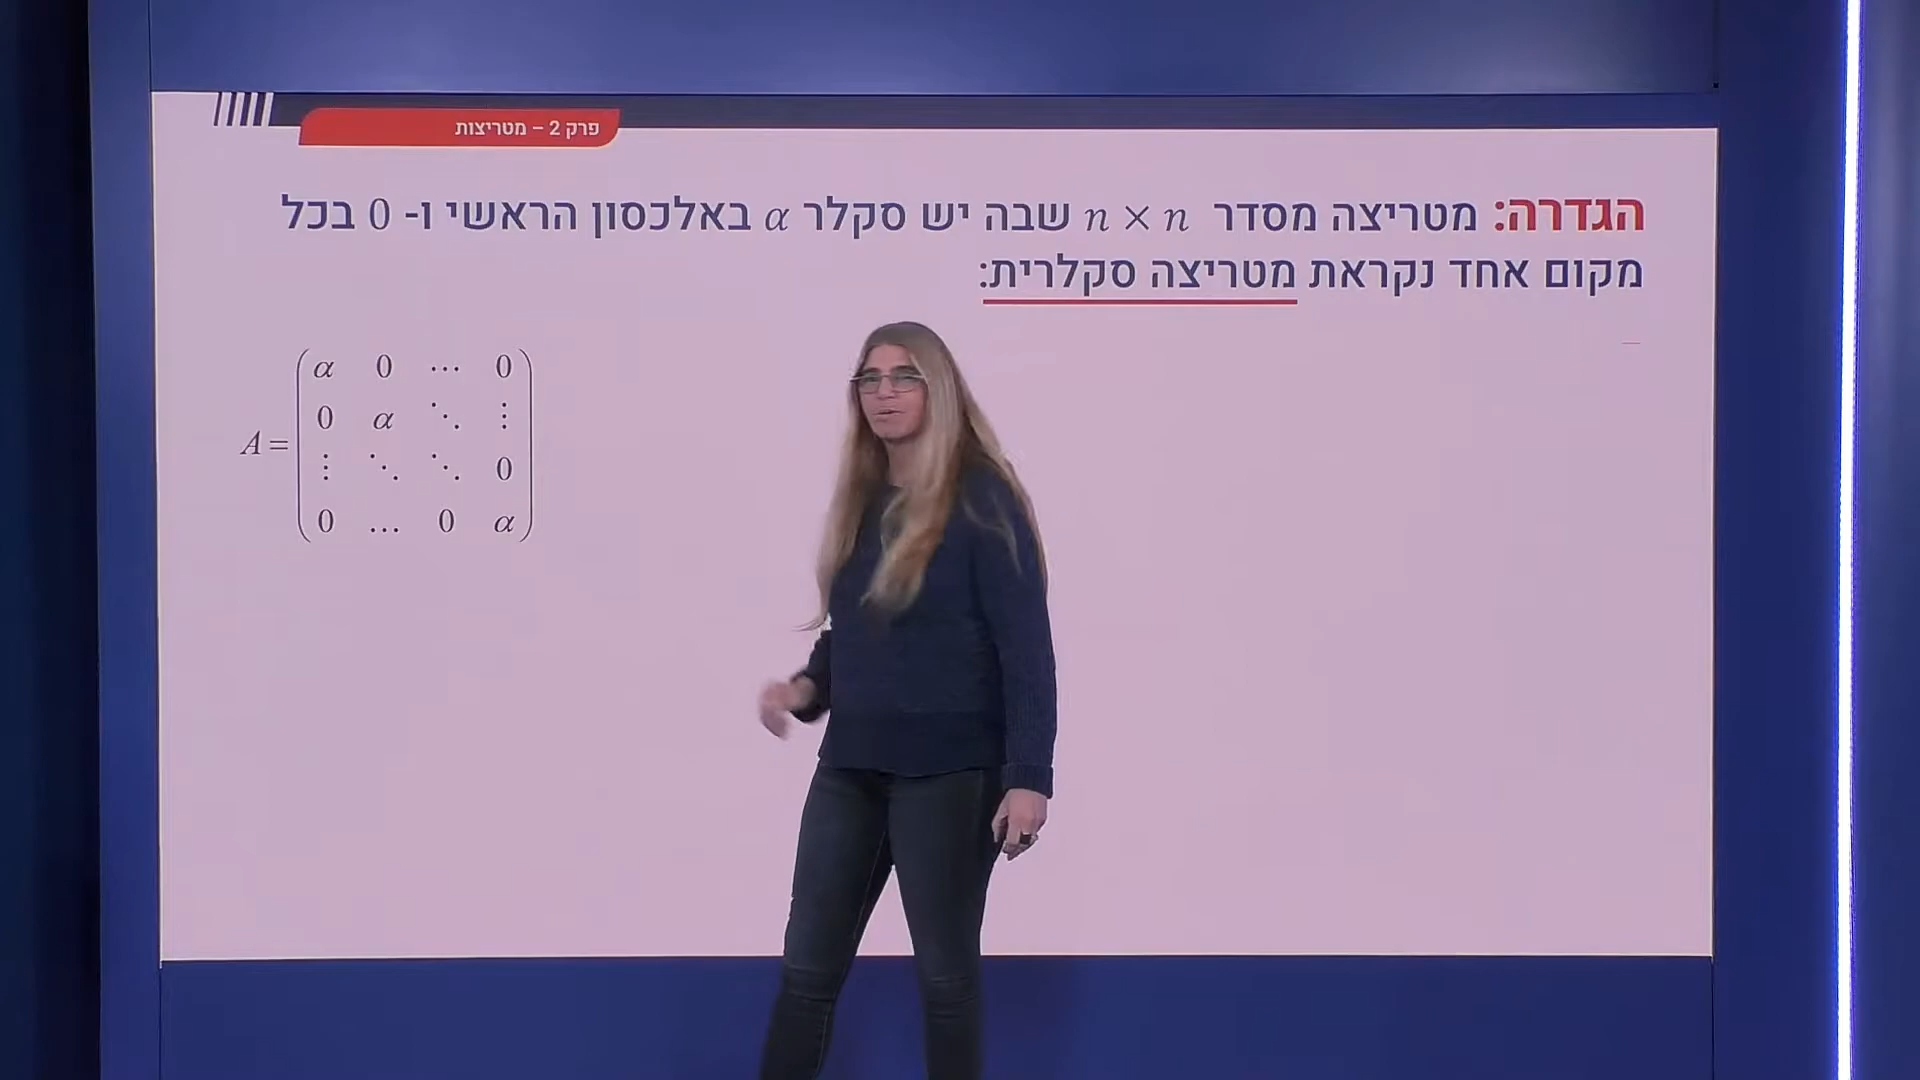 פרק 2 – מטריצות
הגדרה: מטריצה מסדר n × n שבה יש סקלר α באלכסון הראשי ו- 0 בכל
מקום אחד נקראת מטריצה סקלרית:
α 0 ⋯ 0
0 α ⋱ ⋮
A =
⋮ ⋱ ⋱ 0
0 … 0 α